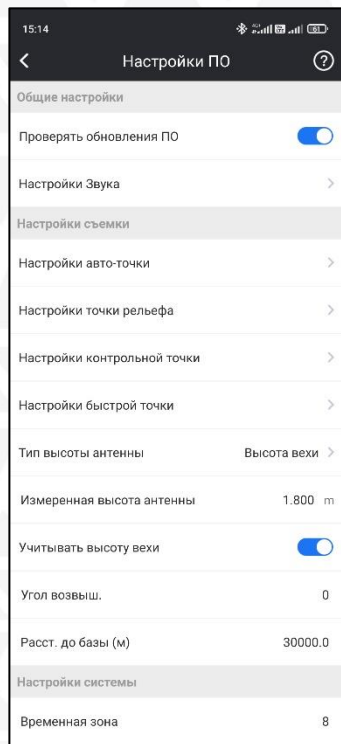 15:14
Настройки ПО
Общие настройки
Проверять обновления ПО
Настройки Звука
Настройки съемки
Настройки авто-точки
Настройки точки рельефа
Настройки контрольной точки
Настройки быстрой точки
Тип высоты антенны Высота вехи
Измеренная высота антенны 1.800 m
Учитывать высоту вехи
Угол возвыш. 0
Расст. до базы (м) 30000.0
Настройки системы
Временная зона 8